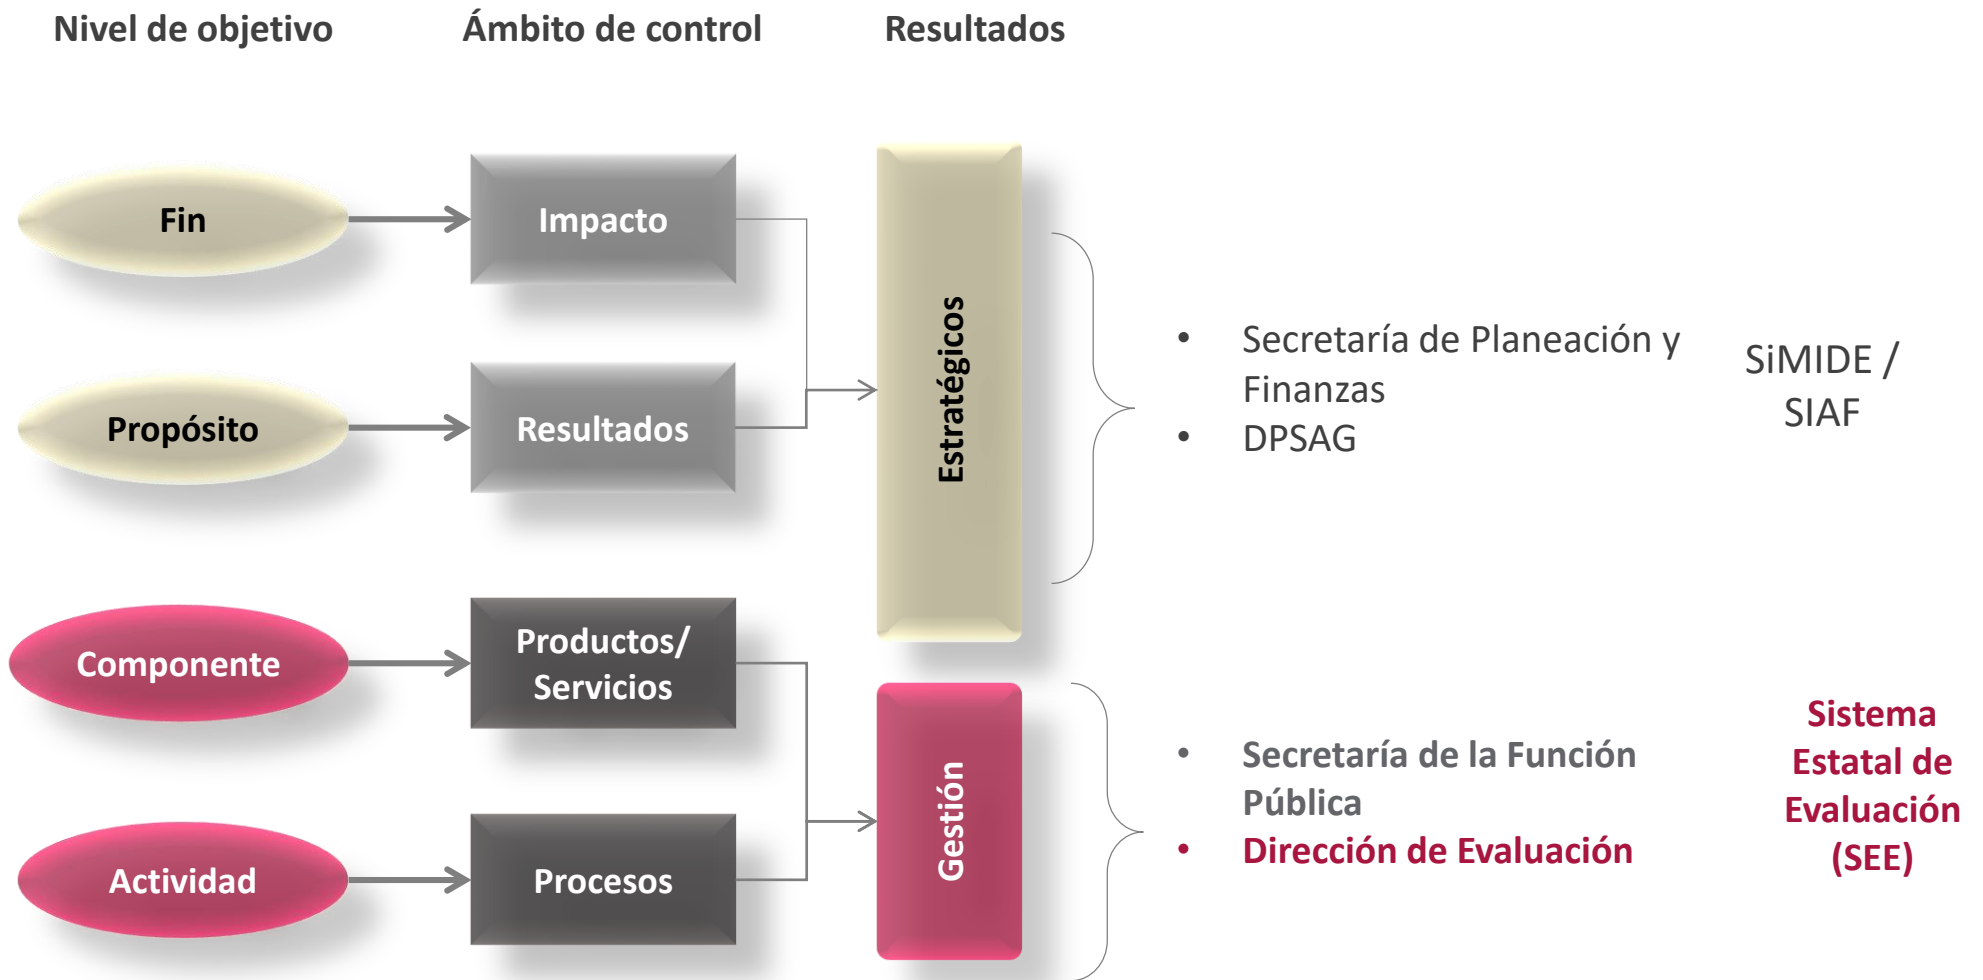 Nivel de objetivo
Ámbito de control
Resultados
Fin
Impacto
Propósito
Resultados
Estratégicos
• Secretaría de Planeación y
Finanzas
• DPSAG
SiMIDE /
SIAF
Componente
Productos/
Servicios
Actividad
Procesos
Gestión
• Secretaría de la Función
Pública
• Dirección de Evaluación
Sistema
Estatal de
Evaluación
(SEE)